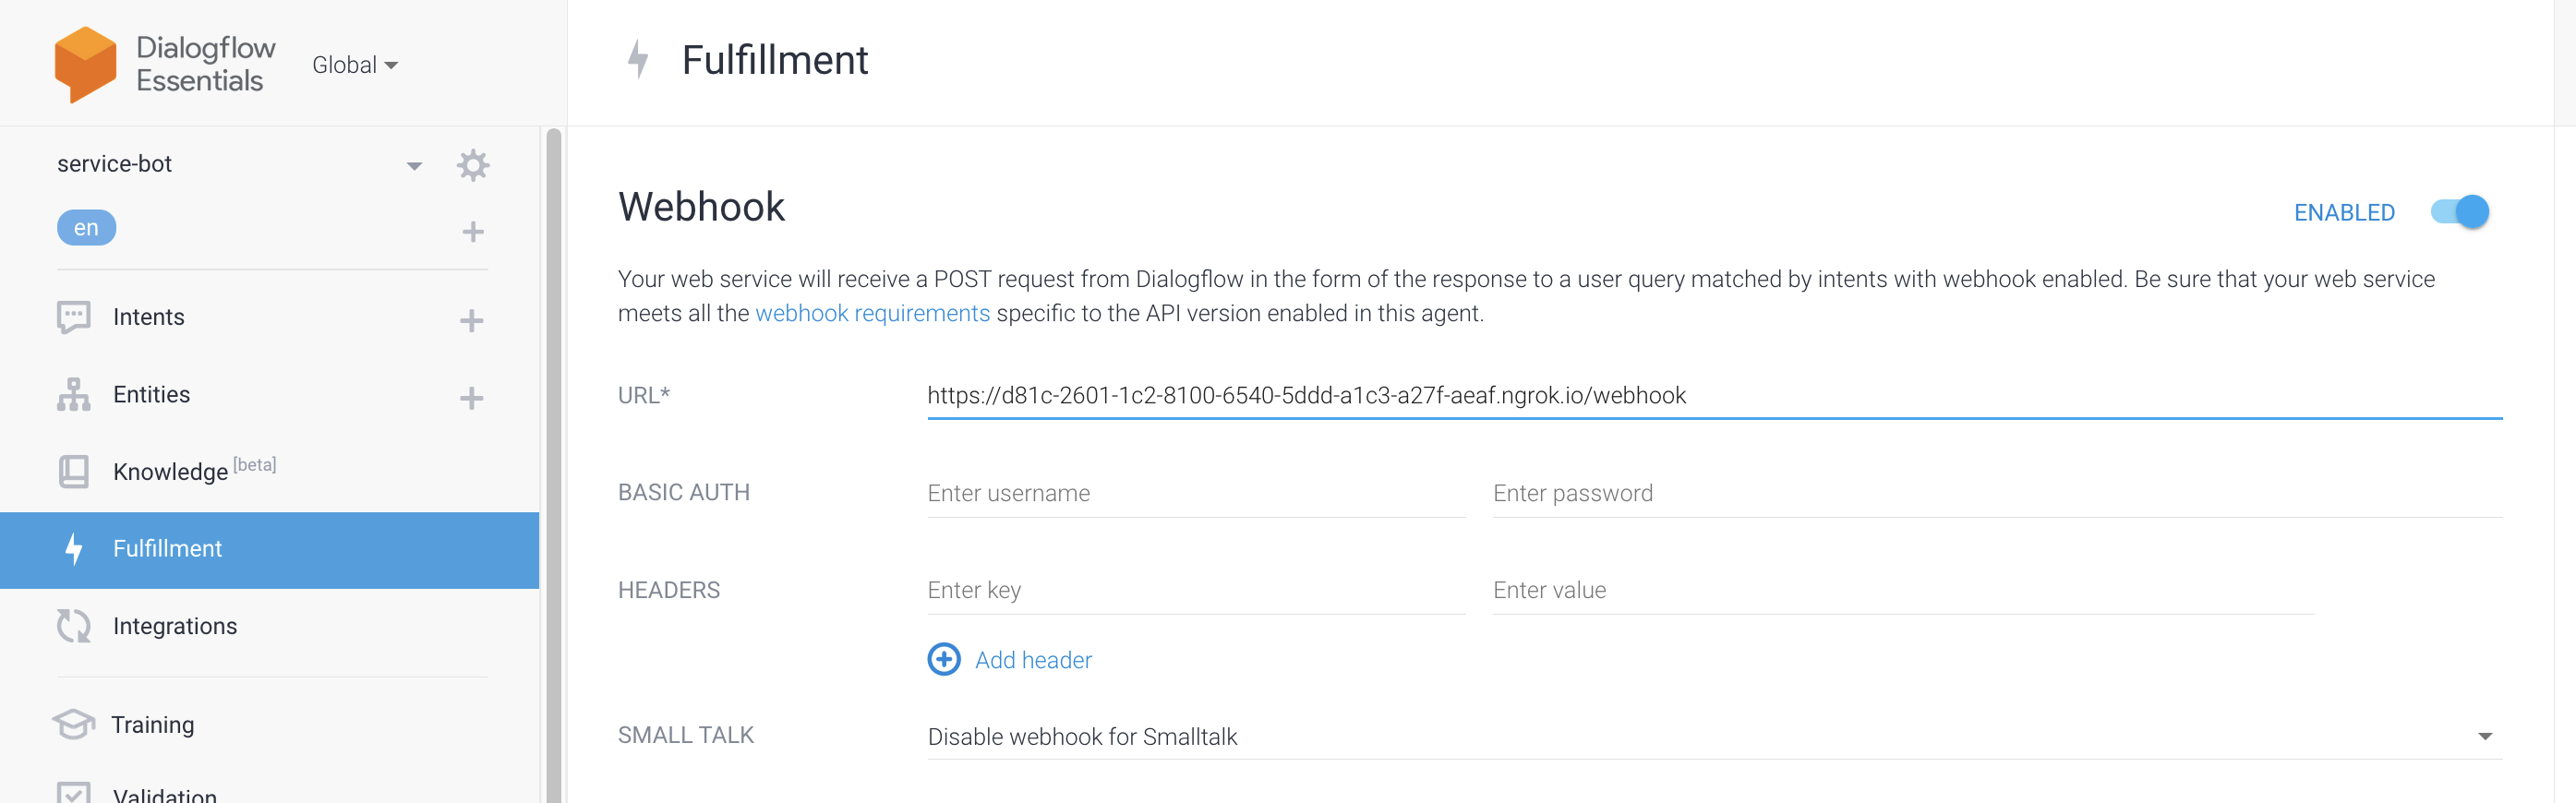 Dialogflow
Essentials
Global
service-bot
en
Intents
Entities
Knowledge [beta]
Fulfillment
Integrations
Training
Validation
Fulfillment
Webhook
ENABLED
Your web service will receive a POST request from Dialogflow in the form of the response to a user query matched by intents with webhook enabled. Be sure that your web service
meets all the webhook requirements specific to the API version enabled in this agent.
URL* https://d81c-2601-1c2-8100-6540-5ddd-a1c3-a27f-aeaf.ngrok.io/webhook
BASIC AUTH Enter username Enter password
HEADERS Enter key Enter value
Add header
SMALL TALK Disable webhook for Smalltalk